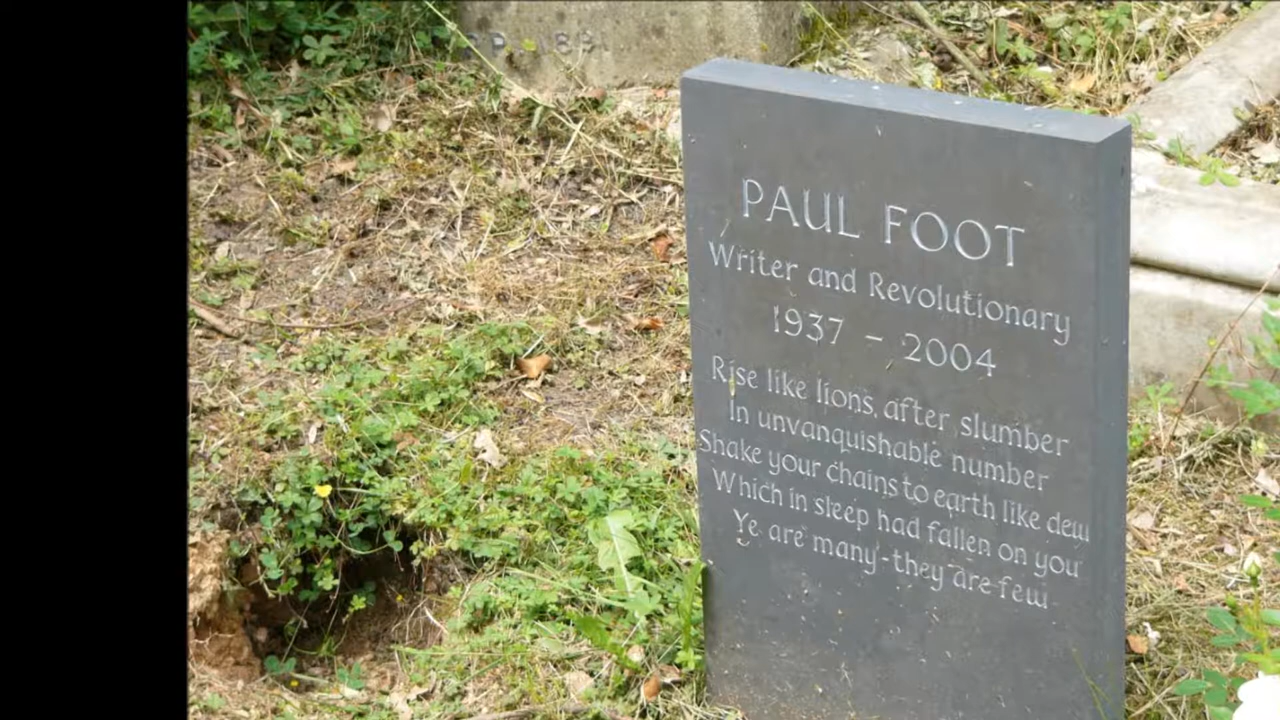 PAUL FOOT
Writer and Revolutionary
1937 – 2004
Rise like lions, after slumber
In unvanquishable number
Shake your chains to earth like dew
Which in sleep had fallen on you
Ye are many - they are few